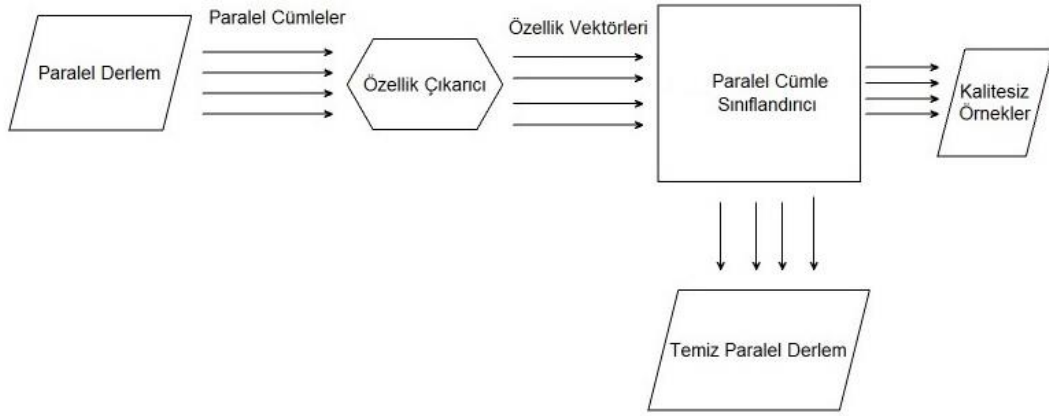 Paralel Cümleler
Özellik Vektörleri
Paralel Derlem
Özellik Çıkarıcı
Paralel Cümle
Sınıflandırıcı
Kalitesiz
Örnekler
Temiz Paralel Derlem